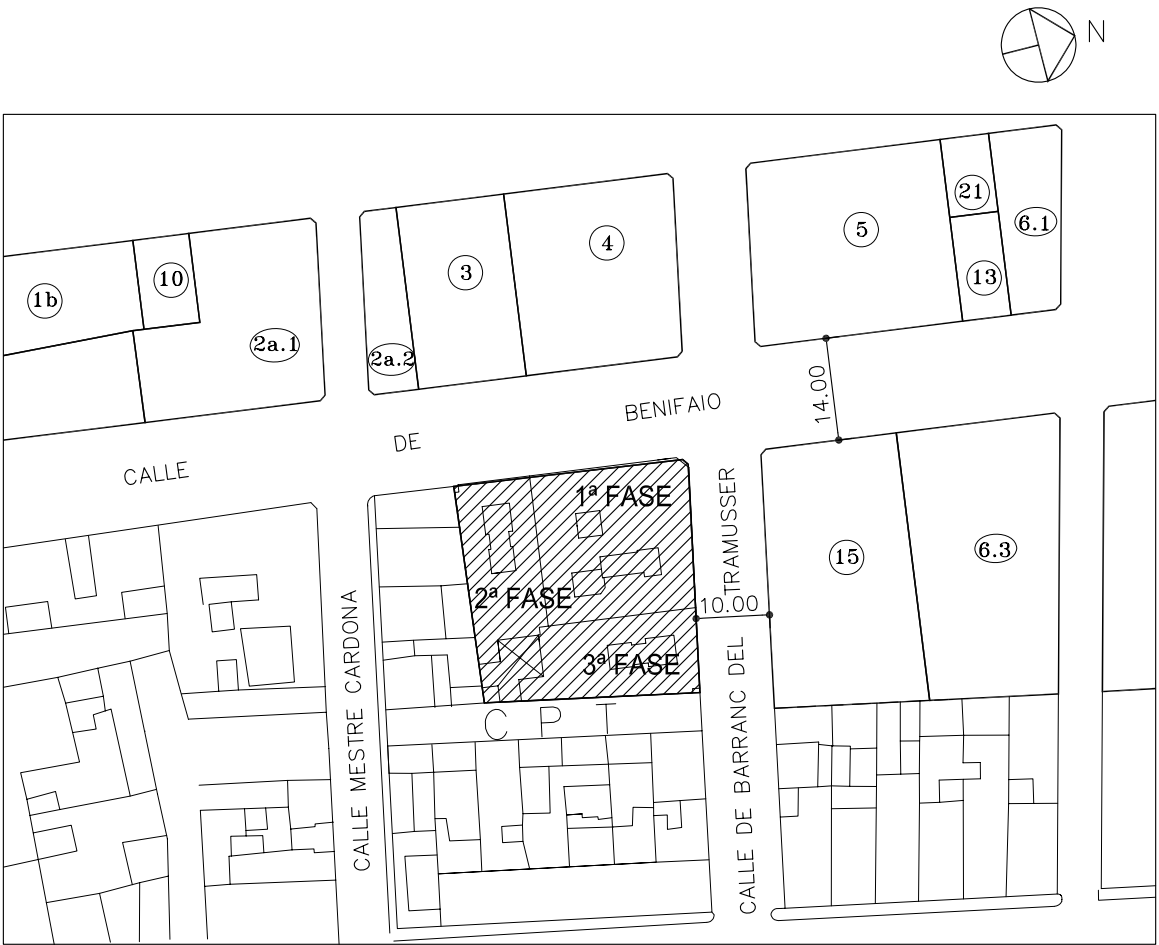 N
21
6.1
5
4
3
13
10
1b
2a.1
2a.2
14.00
CALLE DE BENIFAIO
1ª FASE
2ª FASE
3ª FASE
15
6.3
10.00
CALLE MESTRE CARDONA
CALLE DE BARRANC DEL TRAMUSSER
C P T